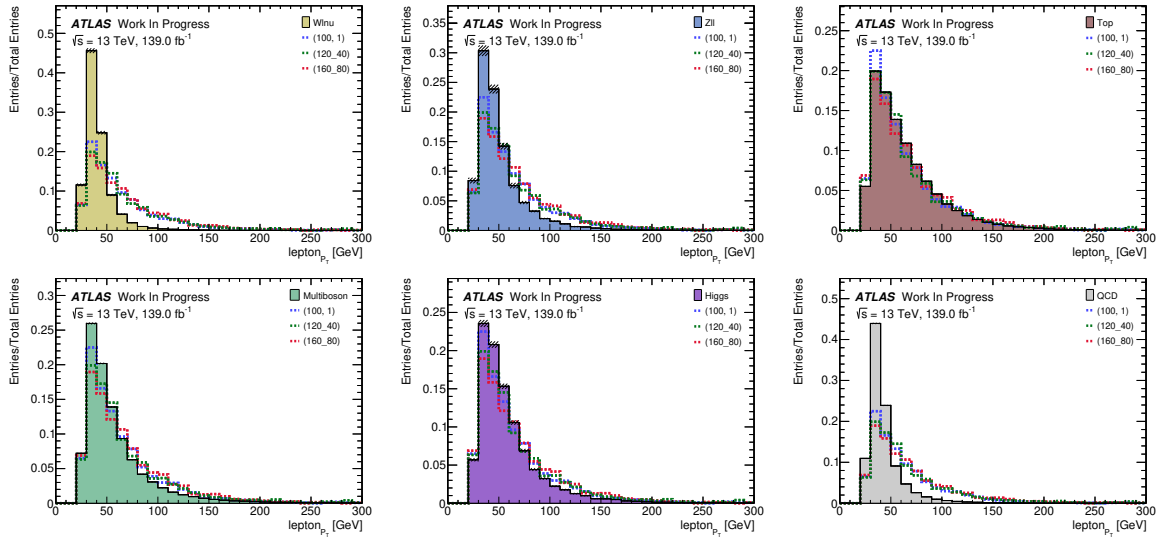 ATLAS Work In Progress
√s = 13 TeV, 139.0 fb-1
Wlnu
(100, 1)
(120_40)
(160_80)
Entries/Total Entries
0.5
0.4
0.3
0.2
0.1
0
0 50 100 150 200 250 300
leptonPT [GeV]
ATLAS Work In Progress
√s = 13 TeV, 139.0 fb-1
Zll
(100, 1)
(120_40)
(160_80)
Entries/Total Entries
0.35
0.3
0.25
0.2
0.15
0.1
0.05
0
0 50 100 150 200 250 300
leptonPT [GeV]
ATLAS Work In Progress
√s = 13 TeV, 139.0 fb-1
Top
(100, 1)
(120_40)
(160_80)
Entries/Total Entries
0.25
0.2
0.15
0.1
0.05
0
0 50 100 150 200 250 300
leptonPT [GeV]
ATLAS Work In Progress
√s = 13 TeV, 139.0 fb-1
Multiboson
(100, 1)
(120_40)
(160_80)
Entries/Total Entries
0.3
0.25
0.2
0.15
0.1
0.05
0
0 50 100 150 200 250 300
leptonPT [GeV]
ATLAS Work In Progress
√s = 13 TeV, 139.0 fb-1
Higgs
(100, 1)
(120_40)
(160_80)
Entries/Total Entries
0.25
0.2
0.15
0.1
0.05
0
0 50 100 150 200 250 300
leptonPT [GeV]
ATLAS Work In Progress
√s = 13 TeV, 139.0 fb-1
QCD
(100, 1)
(120_40)
(160_80)
Entries/Total Entries
0.5
0.4
0.3
0.2
0.1
0
0 50 100 150 200 250 300
leptonPT [GeV]